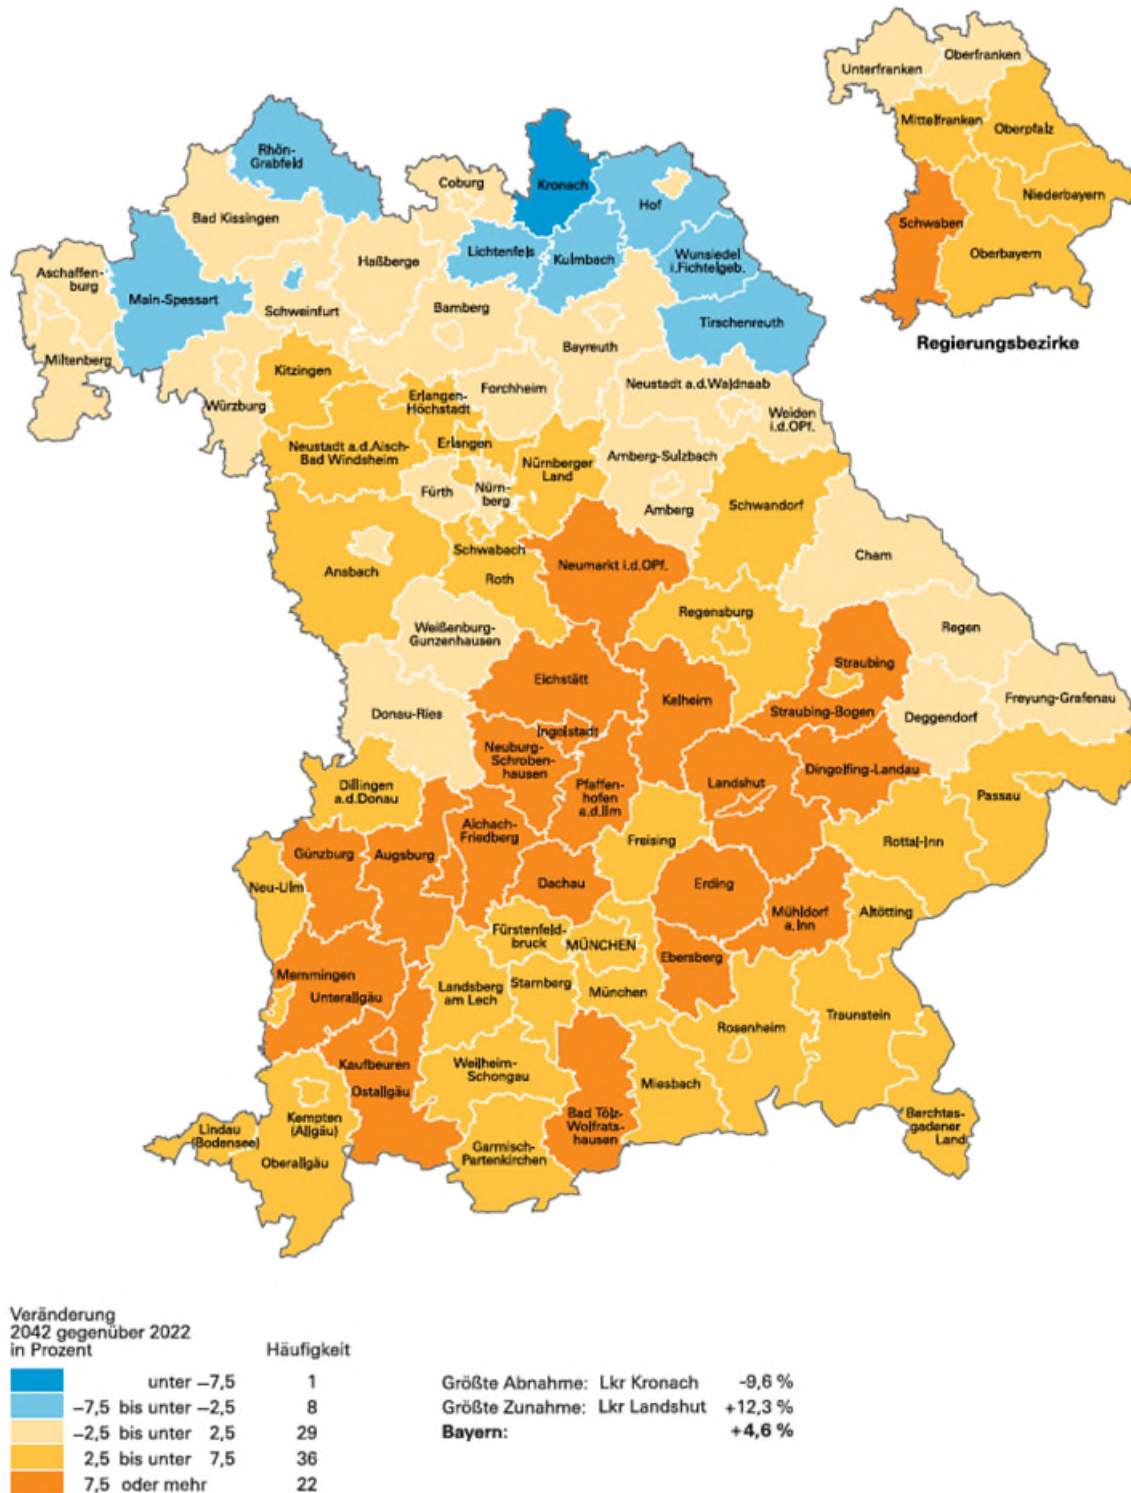 Unterfranken
Oberfranken
Mittelfranken
Oberpfalz
Niederbayern
Schwaben
Oberbayern
Regierungsbezirke
Rhön-
Grabfeld
Kronach
Coburg
Hof
Bad Kissingen
Lichtenfels
Kulmbach
Wunsiedel
i.Fichtelgeb.
Haßberge
Aschaffen-
burg
Main-Spessart
Schweinfurt
Bamberg
Tirschenreuth
Bayreuth
Miltenberg
Kitzingen
Würzburg
Erlangen-
Höchstadt
Forchheim
Neustadt a.d.Waldnaab
Weiden
i.d.OPf.
Neustadt a.d.Aisch-
Bad Windsheim
Erlangen
Nürnberger
Land
Amberg-Sulzbach
Fürth
Nürn-
berg
Amberg
Schwandorf
Schwabach
Ansbach
Roth
Neumarkt i.d.OPf.
Cham
Weißenburg-
Gunzenhausen
Regensburg
Regen
Straubing
Eichstätt
Kelheim
Freyung-Grafenau
Donau-Ries
Straubing-Bogen
Deggendorf
Ingolstadt
Neuburg-
Schroben-
hausen
Dingolfing-Landau
Dillingen
a.d.Donau
Pfaffen-
hofen
a.d.Ilm
Landshut
Passau
Aichach-
Friedberg
Freising
Rottal-Inn
Günzburg
Augsburg
Neu-Ulm
Dachau
Erding
Mühldorf
a.Inn
Altötting
Fürstenfeld-
bruck
MÜNCHEN
Ebersberg
Memmingen
Unterallgäu
Landsberg
am Lech
Starnberg
München
Rosenheim
Traunstein
Kaufbeuren
Ostallgäu
Weilheim-
Schongau
Miesbach
Kempten
(Allgäu)
Lindau
(Bodensee)
Oberallgäu
Garmisch-
Partenkirchen
Bad Tölz-
Wolfrats-
hausen
Berchtes-
gadener
Land
Veränderung
2042 gegenüber 2022
in Prozent Häufigkeit
unter –7,5 1
–7,5 bis unter –2,5 8
–2,5 bis unter 2,5 29
2,5 bis unter 7,5 36
7,5 oder mehr 22
Größte Abnahme: Lkr Kronach -9,6 %
Größte Zunahme: Lkr Landshut +12,3 %
Bayern: +4,6 %